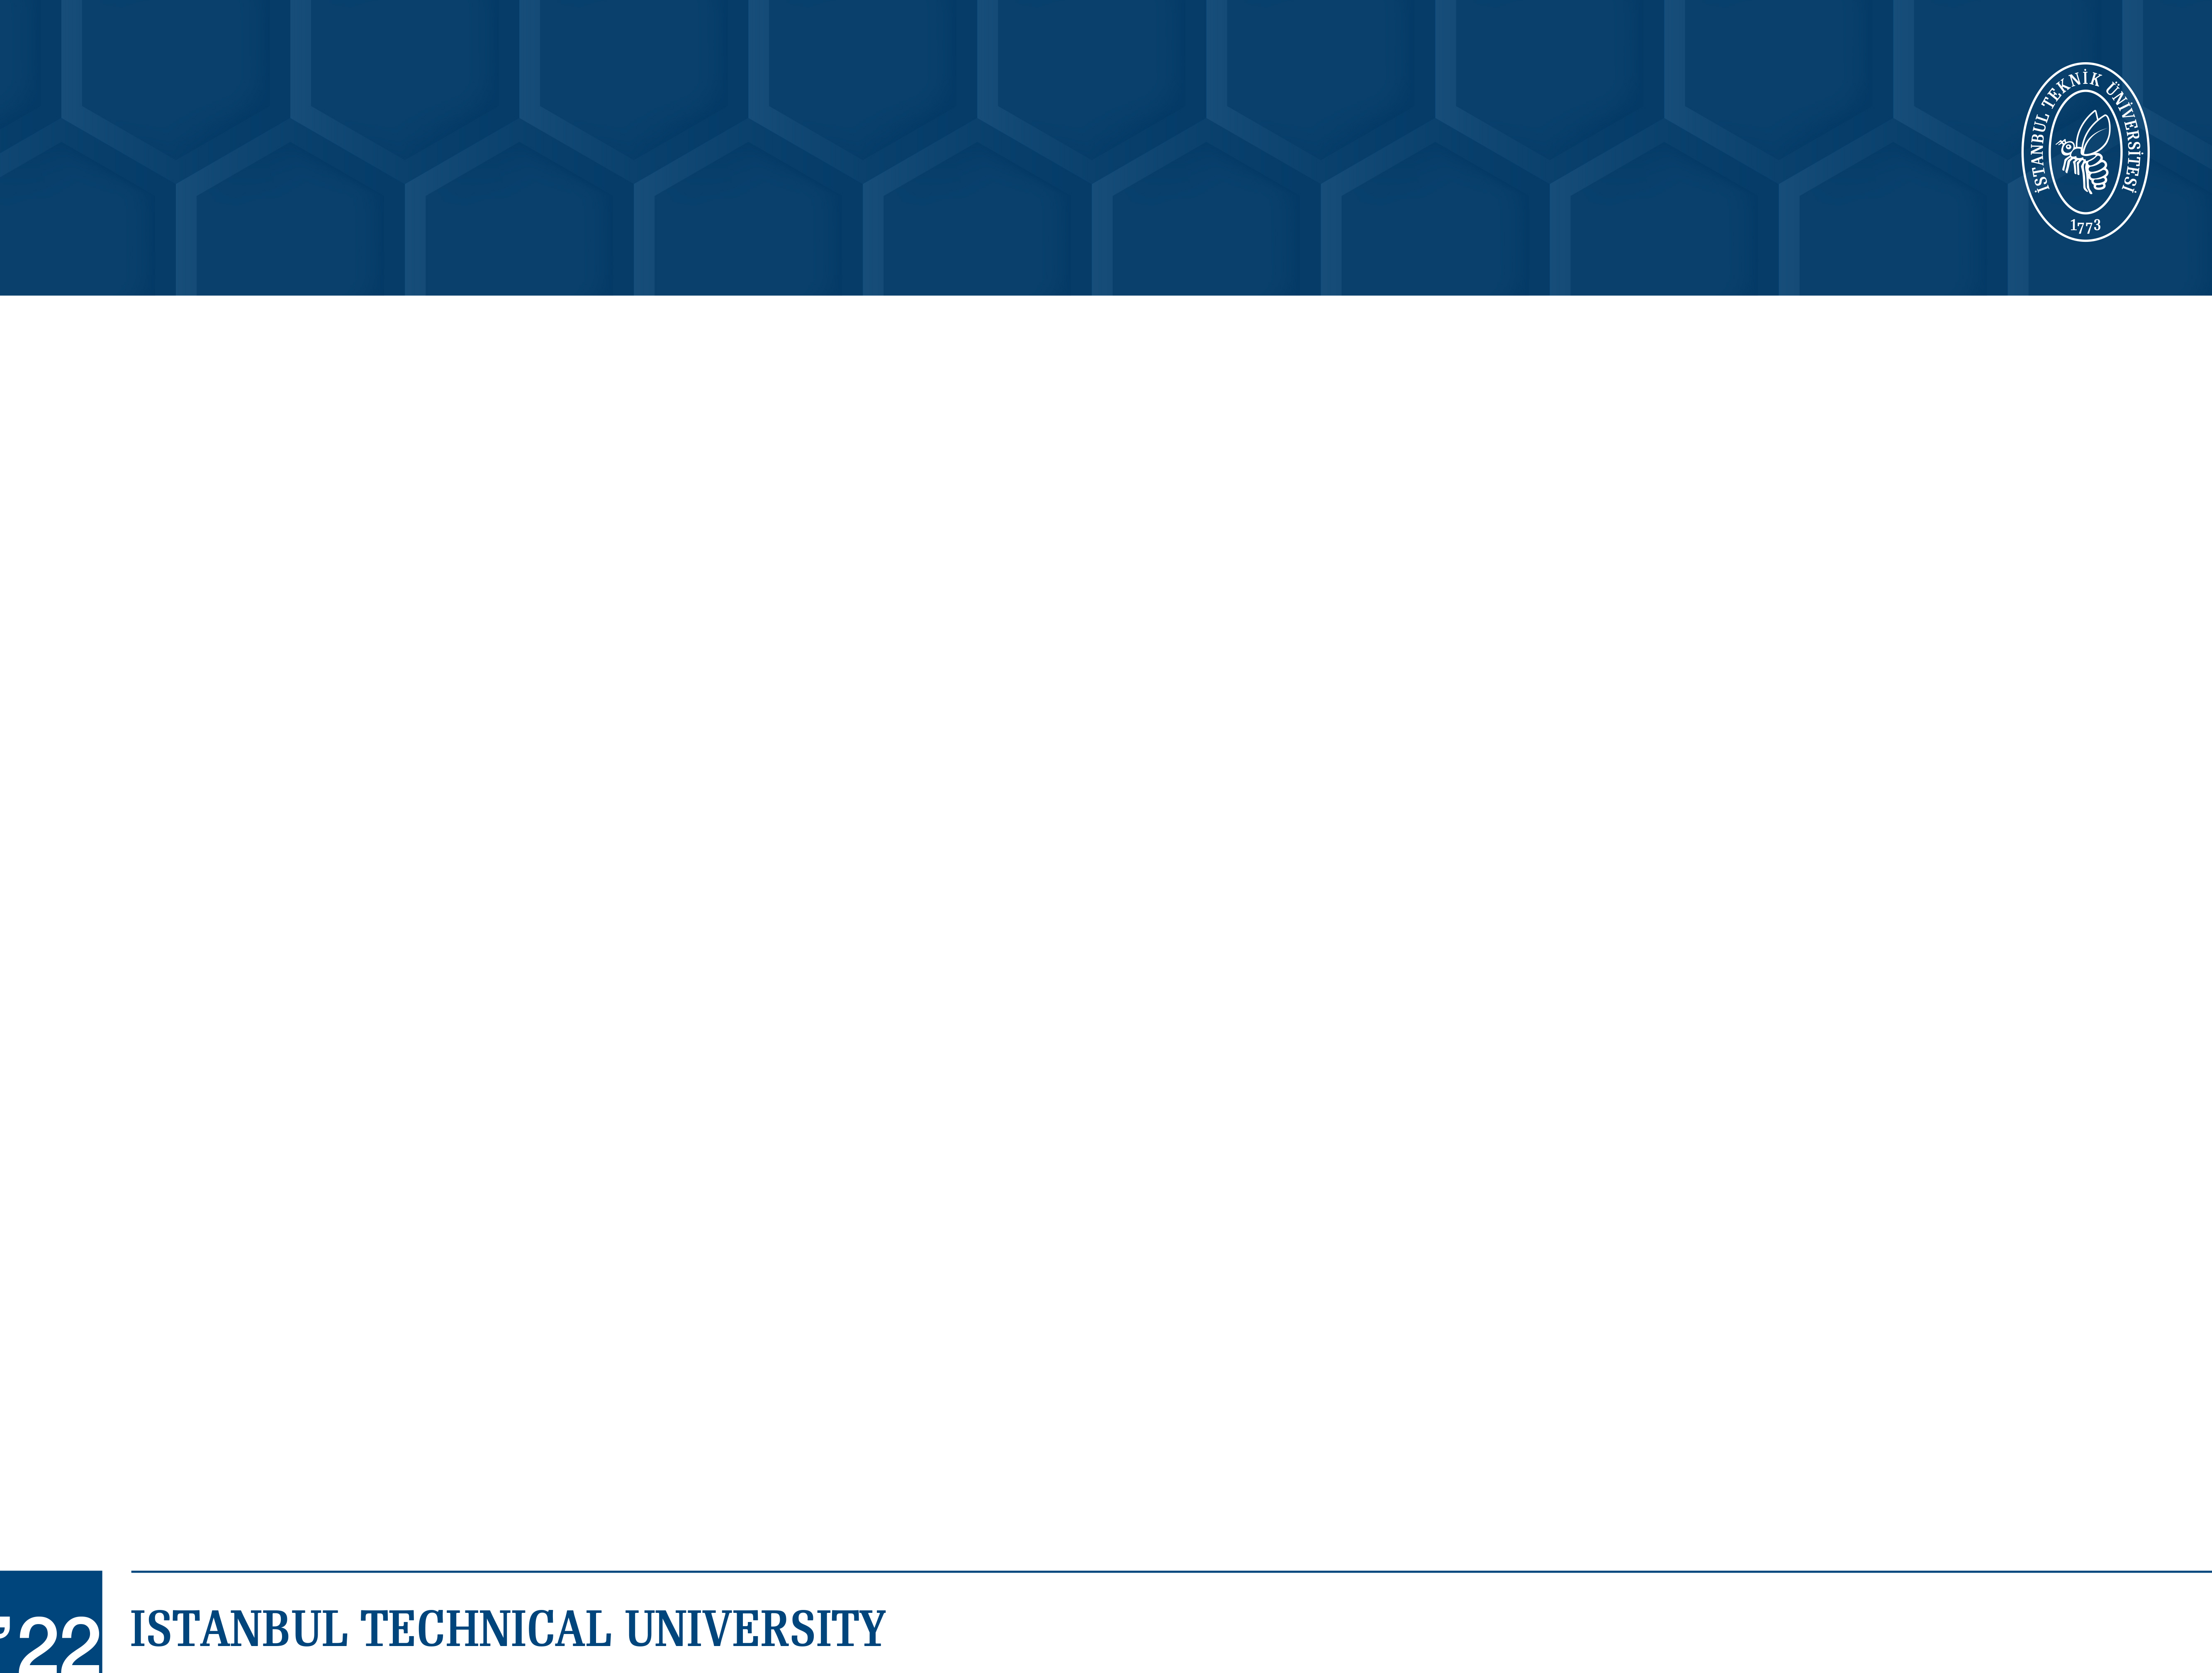 İSTANBUL TEKNİK ÜNİVERSİTESİ
1773
'22
ISTANBUL TECHNICAL UNIVERSITY